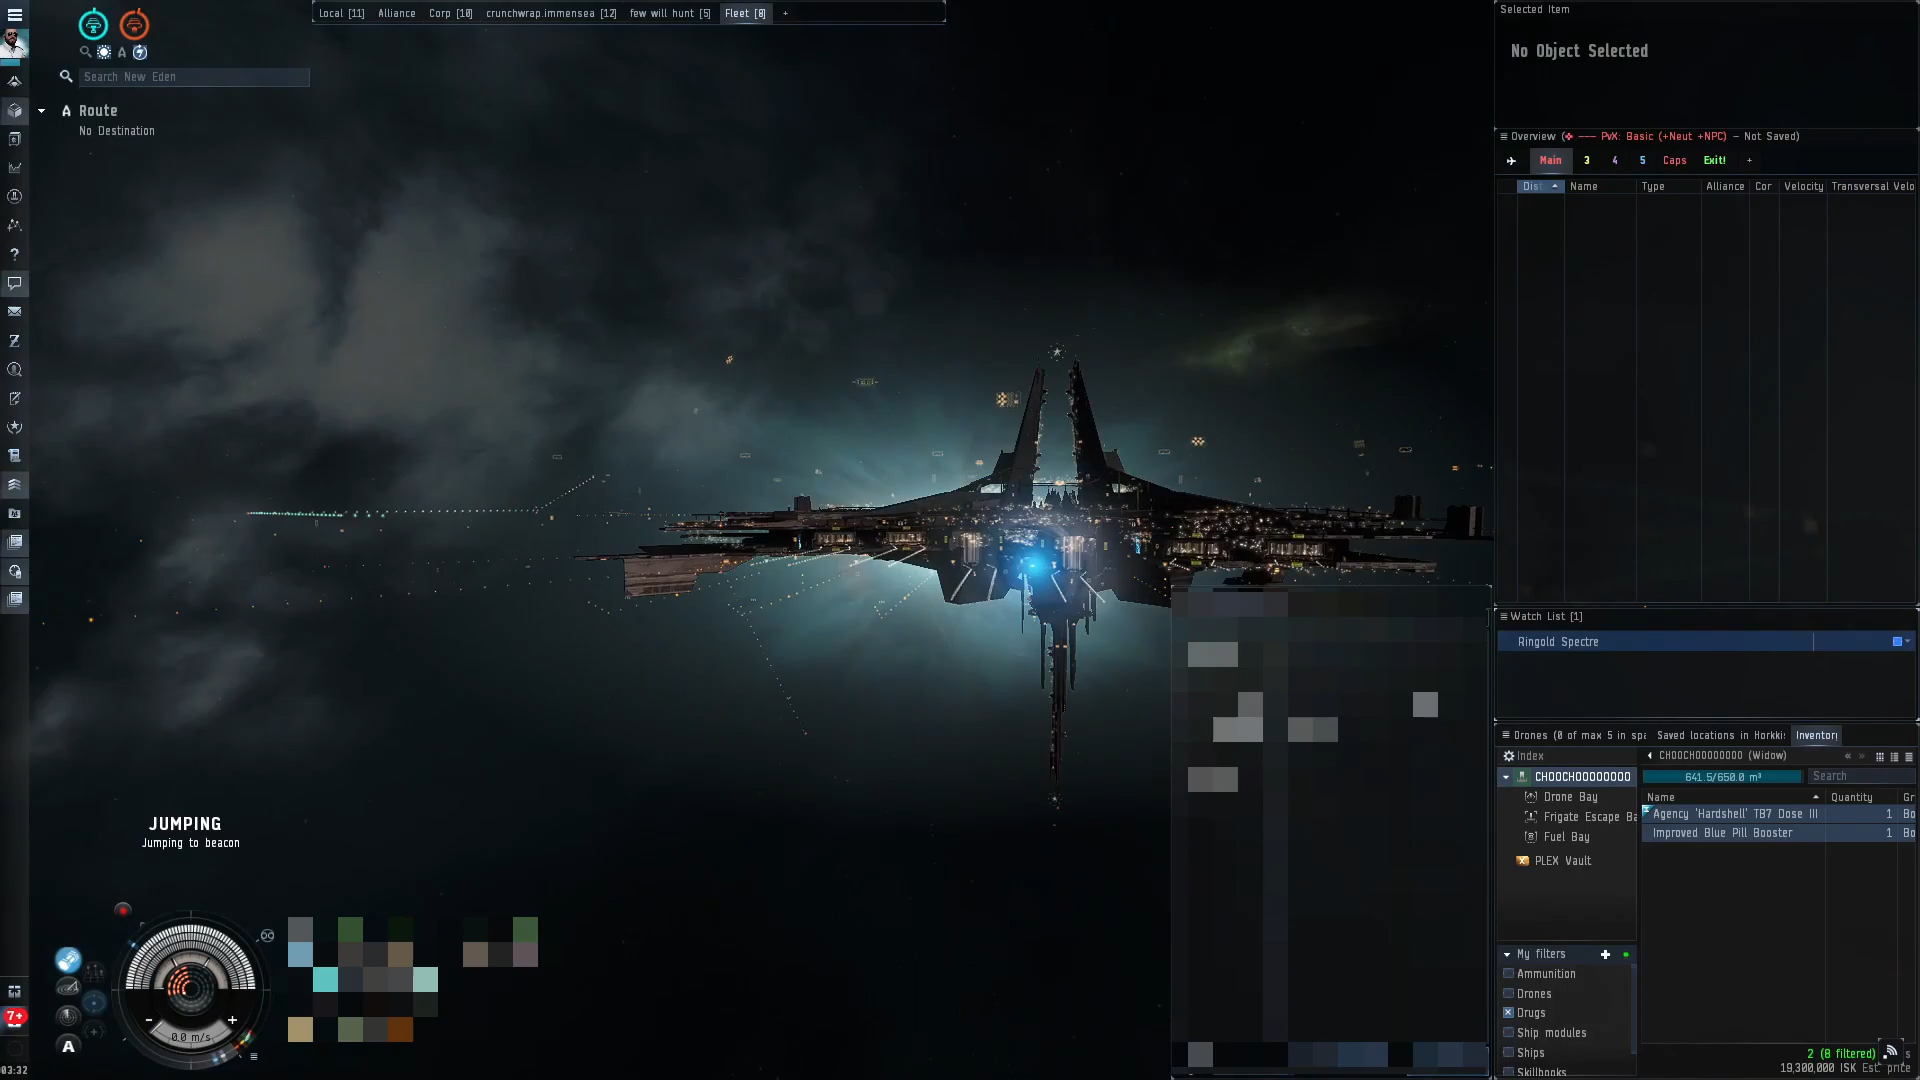 Local [11] Alliance Corp [10] crunchwrap.immensea [12] few will hunt [5] Fleet [8] +
Search New Eden
A Route
No Destination
JUMPING
Jumping to beacon
0.0 m/s
A
7+
03:32
Selected Item
No Object Selected
Overview (--- PvX: Basic (+Neut +NPC) - Not Saved)
Main 3 4 5 Caps Exit! +
Dist Name Type Alliance Cor Velocity Transversal Velo
Watch List [1]
Ringold Spectre
Drones (0 of max 5 in spa Saved locations in Horkki Inventory
Index CHOOCHOOOOOOOO (Widow)
CHOOCHOOOOOOOO 641.5/650.0 m³ Search
Drone Bay Name Quantity Gr
Frigate Escape Ba Agency 'Hardshell' TB7 Dose III 1 Bo
Fuel Bay Improved Blue Pill Booster 1 Bo
PLEX Vault
My filters
Ammunition
Drones
Drugs
Ship modules
Ships
Skillbooks
2 (8 filtered)
19,300,000 ISK Est. price